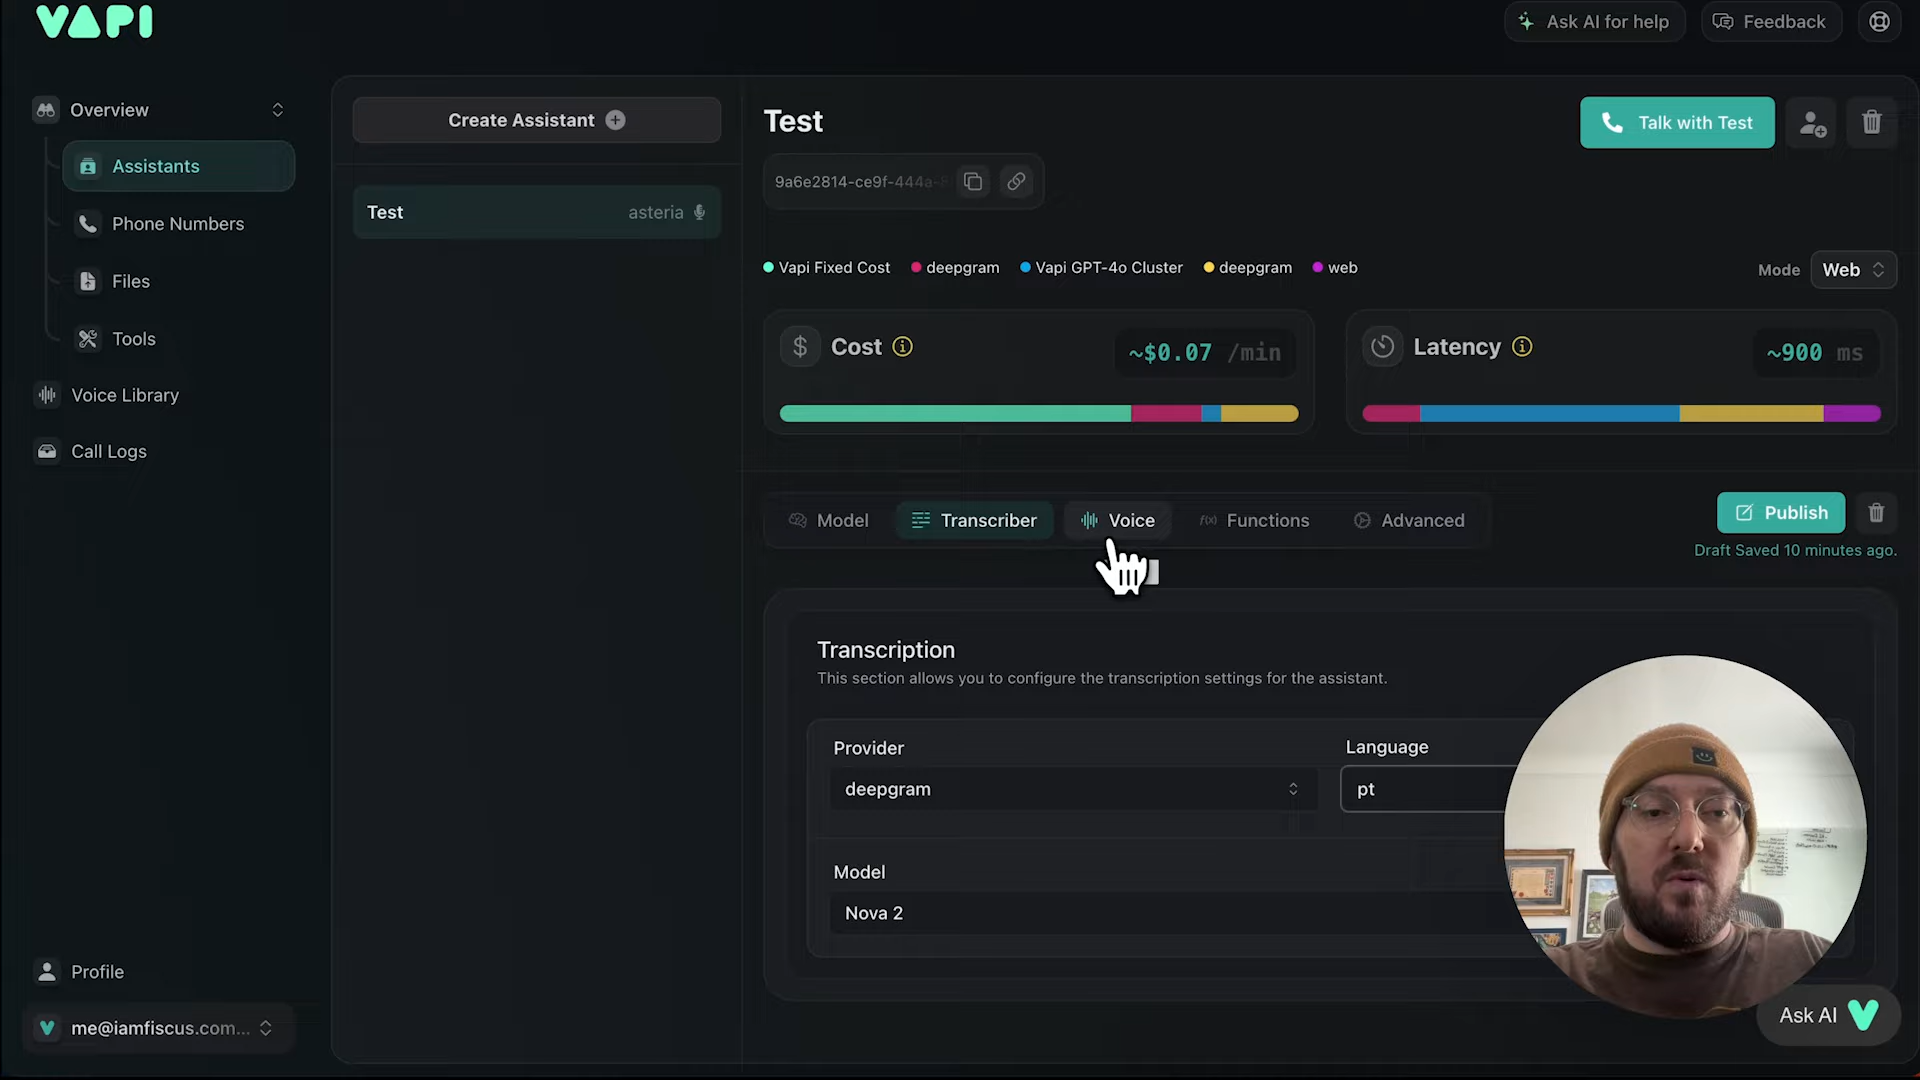 VAPI
Ask AI for help
Feedback
Overview
Assistants
Phone Numbers
Files
Tools
Voice Library
Call Logs
Profile
me@iamfiscus.com...
Create Assistant
Test
asteria
Test
Talk with Test
9a6e2814-ce9f-444a-8
Vapi Fixed Cost
deepgram
Vapi GPT-4o Cluster
deepgram
web
Mode
Web
Cost
~$0.07 /min
Latency
~900 ms
Model
Transcriber
Voice
Functions
Advanced
Publish
Draft Saved 10 minutes ago.
Transcription
This section allows you to configure the transcription settings for the assistant.
Provider
deepgram
Language
pt
Model
Nova 2
Ask AI